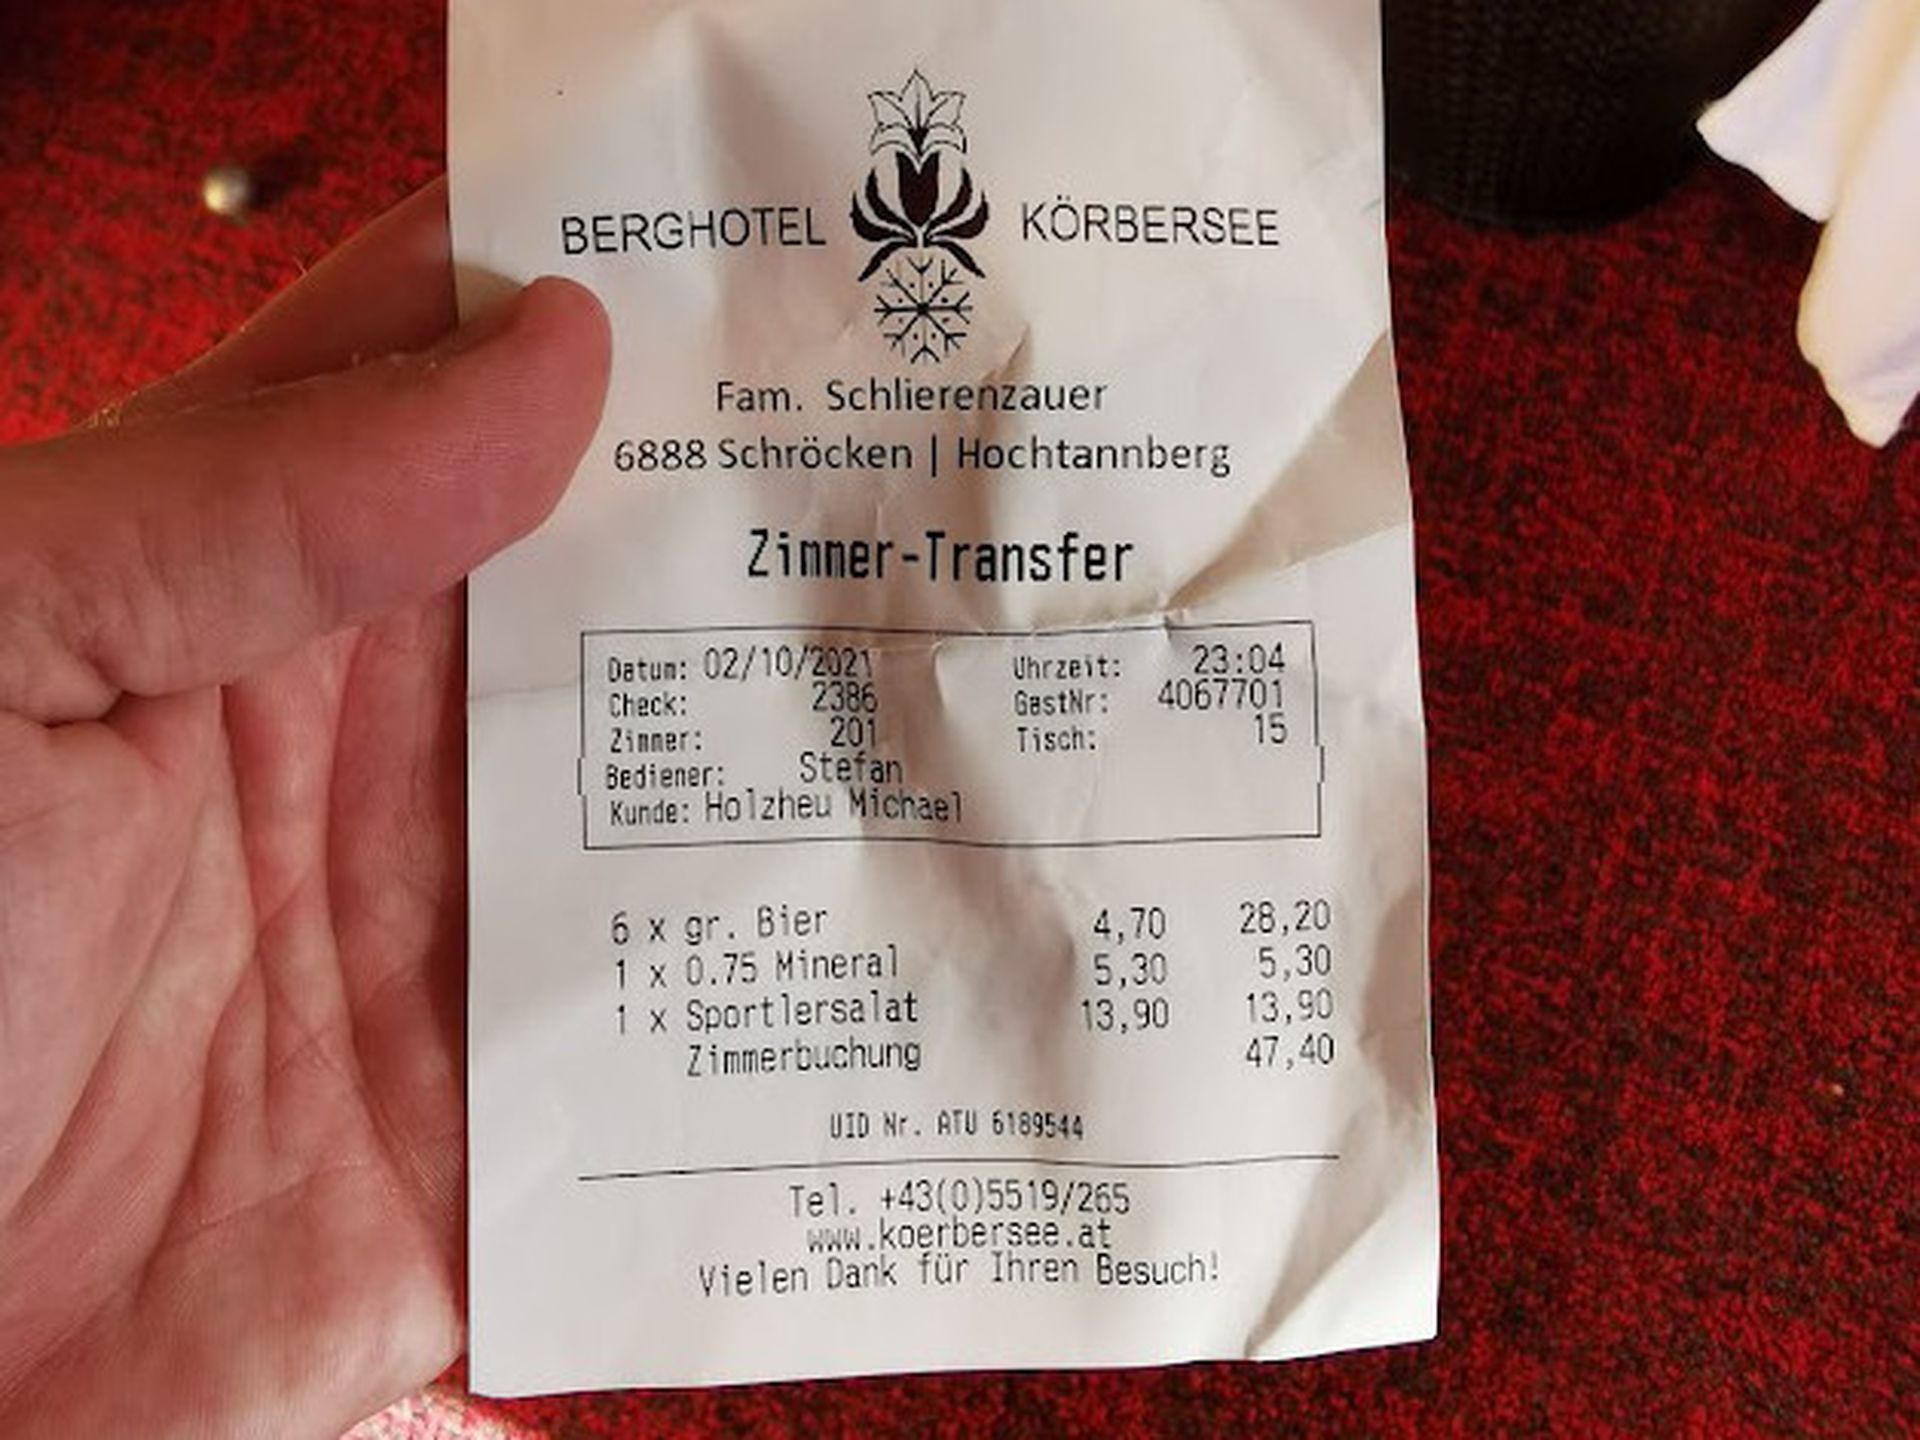 BERGHOTEL KÖRBERSEE
Fam. Schlierenzauer
6888 Schröcken | Hochtannberg
Zimmer-Transfer
Datum: 02/10/2021 Uhrzeit: 23:04
Check: 2386 GastNr: 4067701
Zimmer: 201 Tisch: 15
Bediener: Stefan
Kunde: Holzheu Michael
6 x gr. Bier 4,70 28,20
1 x 0.75 Mineral 5,30 5,30
1 x Sportlersalat 13,90 13,90
Zimmerbuchung 47,40
UID Nr. ATU 6189544
Tel. +43(0)5519/265
www.koerbersee.at
Vielen Dank für Ihren Besuch!